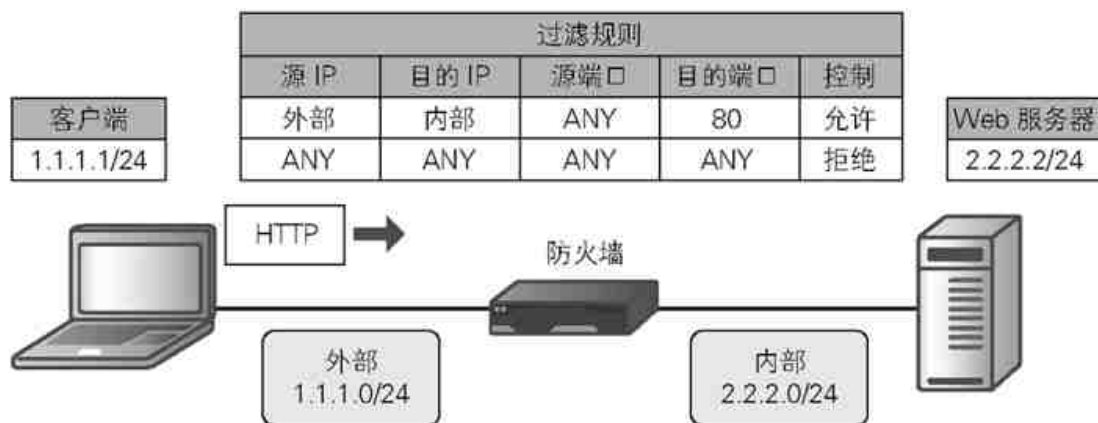 过滤规则
源 IP 目的 IP 源端口 目的端口 控制
外部 内部 ANY 80 允许
ANY ANY ANY ANY 拒绝
客户端
1.1.1.1/24
Web 服务器
2.2.2.2/24
HTTP
防火墙
外部
1.1.1.0/24
内部
2.2.2.0/24